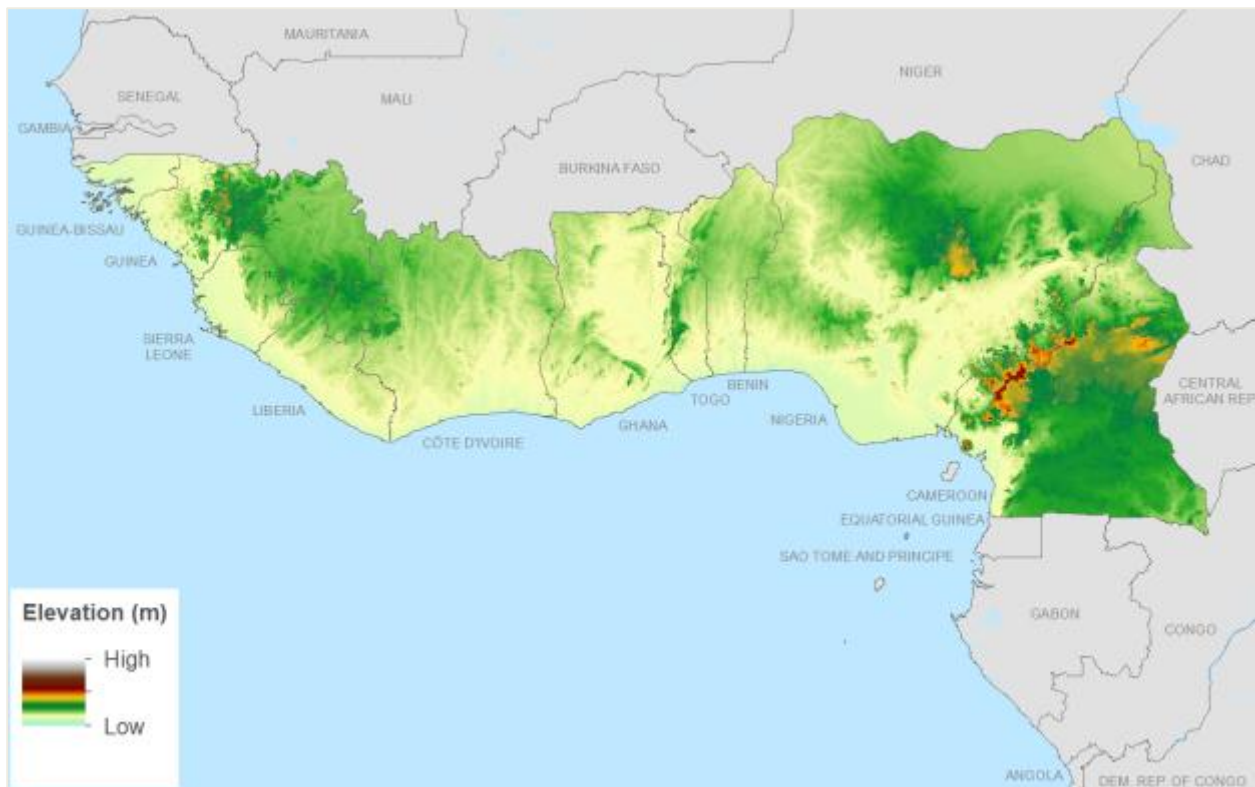 MAURITANIA
NIGER
SENEGAL
MALI
GAMBIA
CHAD
BURKINA FASO
GUINEA-BISSAU
GUINEA
SIERRA
LEONE
BENIN
CENTRAL
AFRICAN REP
TOGO
LIBERIA
GHANA
NIGERIA
CÔTE D'IVOIRE
CAMEROON
EQUATORIAL GUINEA
SAO TOME AND PRINCIPE
GABON
CONGO
ANGOLA
DEM. REP. OF CONGO
Elevation (m)
High
Low